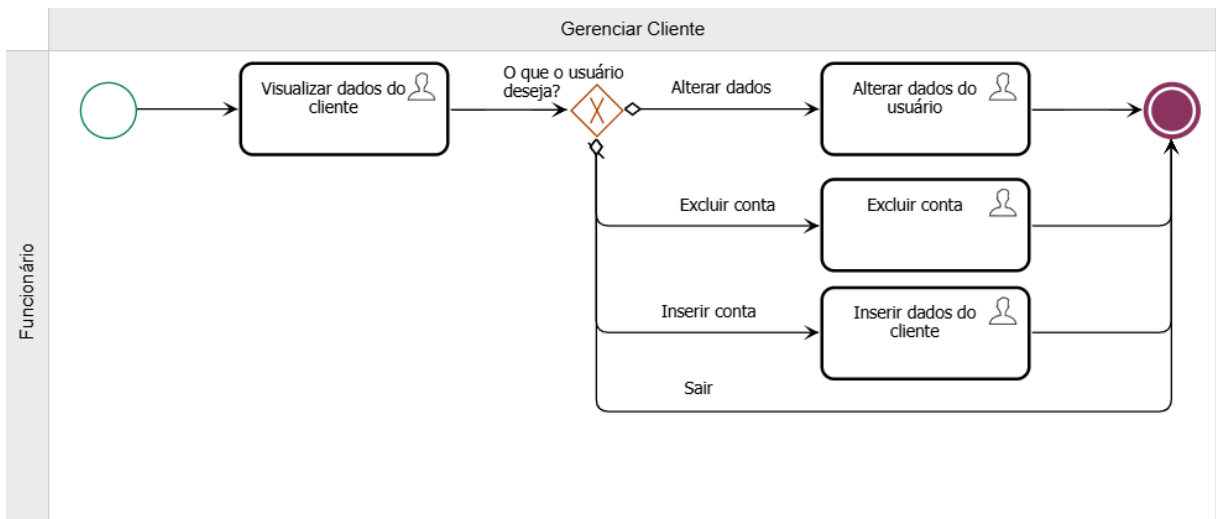 Gerenciar Cliente
Funcionário
Visualizar dados do
cliente
O que o usuário
deseja?
Alterar dados
Alterar dados do
usuário
Excluir conta
Excluir conta
Inserir conta
Inserir dados do
cliente
Sair